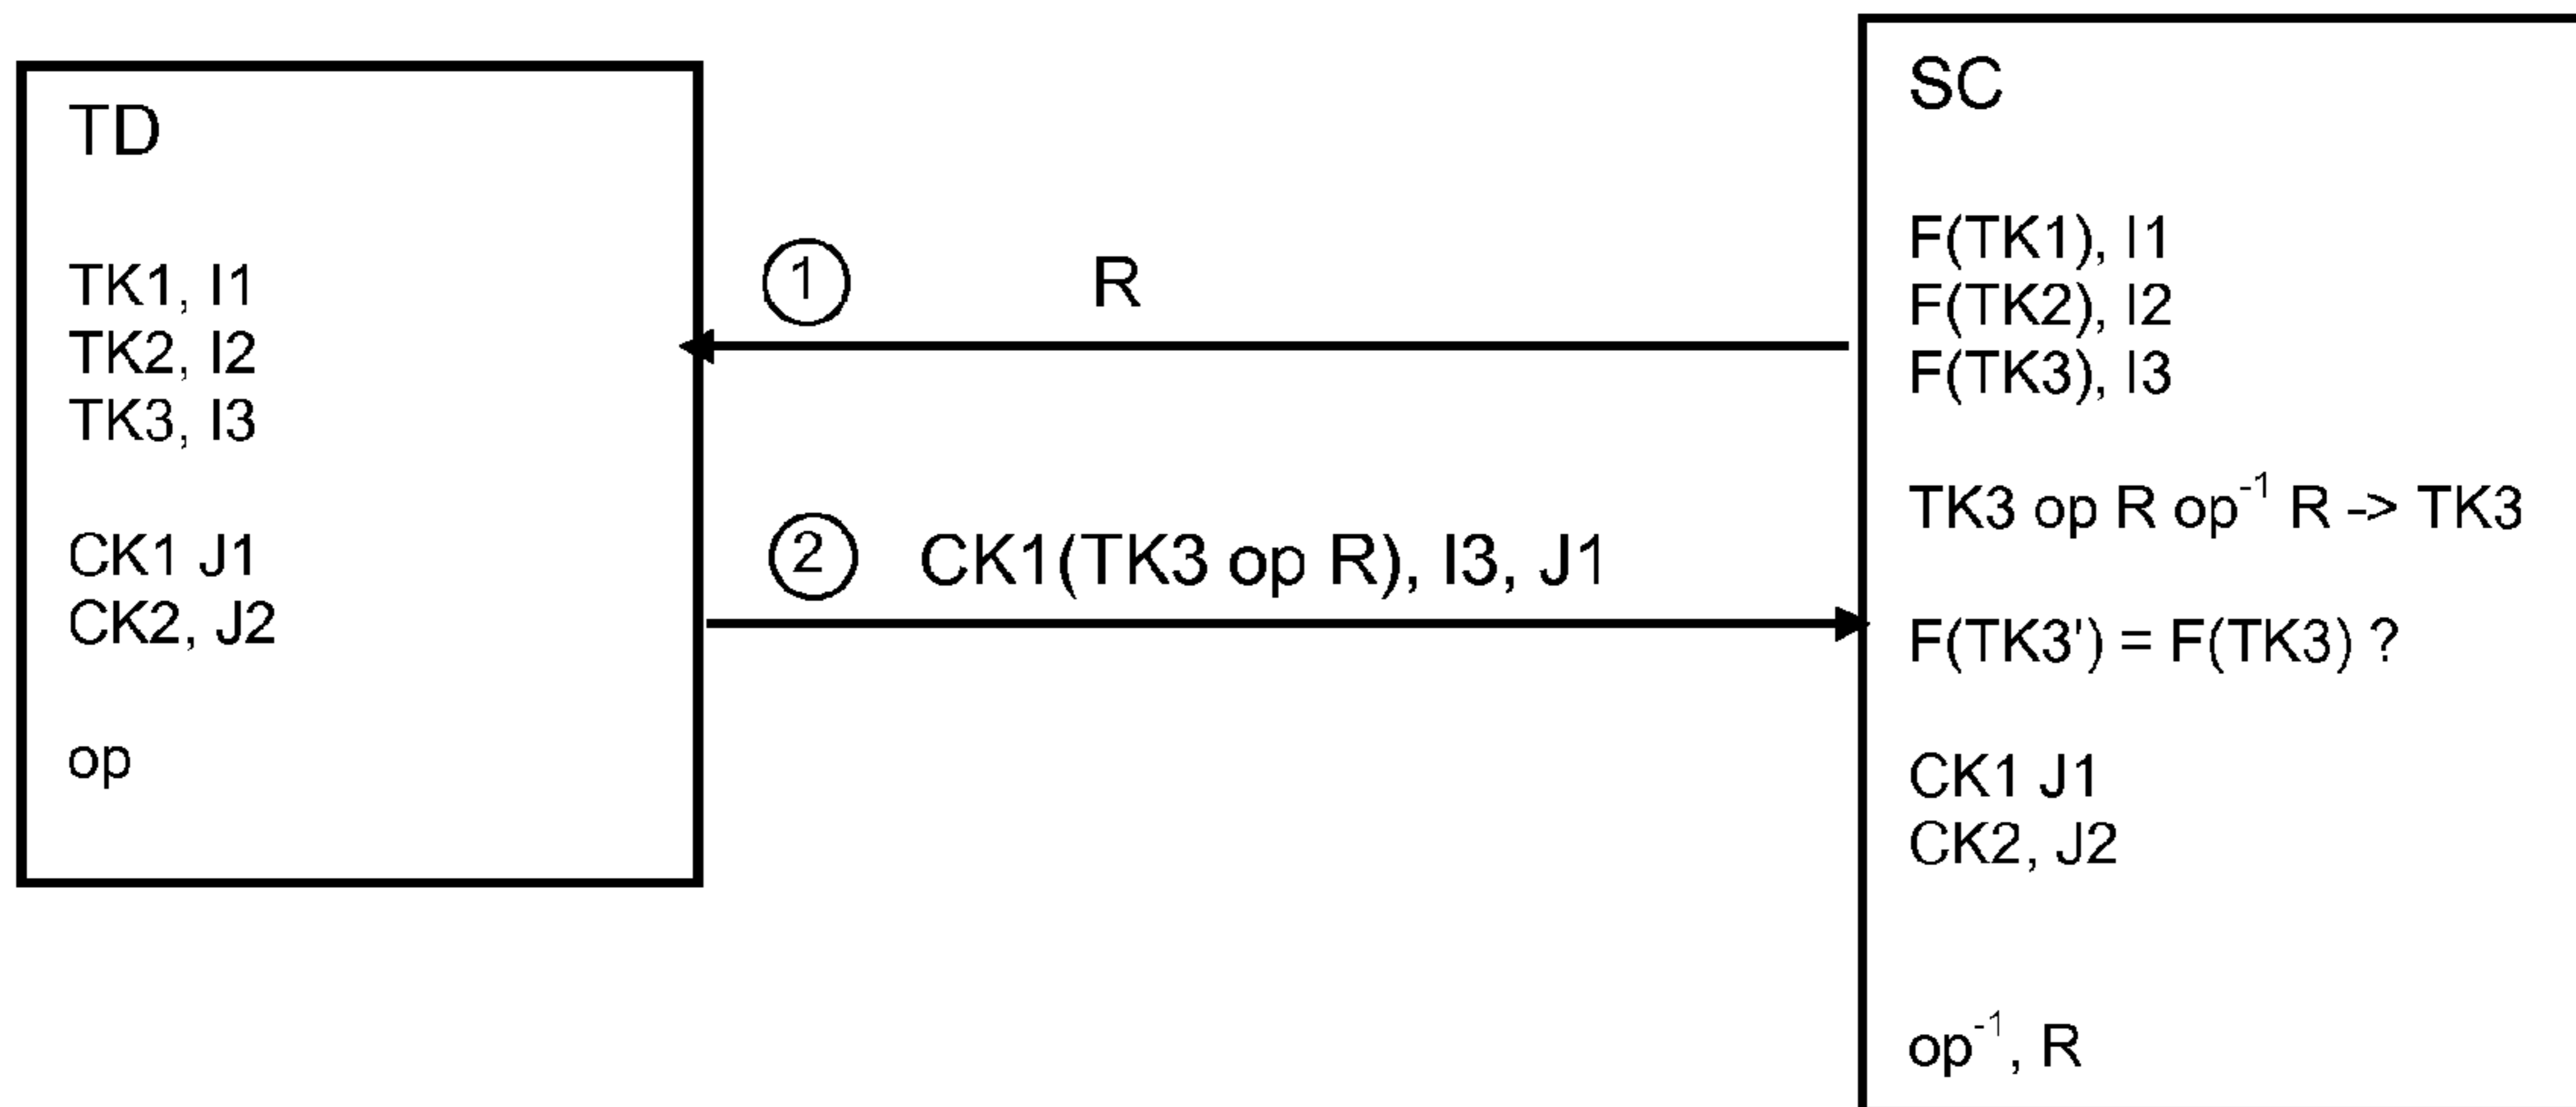 TD
TK1, I1
TK2, I2
TK3, I3
CK1 J1
CK2, J2
op
1 R
2 CK1(TK3 op R), I3, J1
SC
F(TK1), I1
F(TK2), I2
F(TK3), I3
TK3 op R op⁻¹ R -> TK3
F(TK3') = F(TK3) ?
CK1 J1
CK2, J2
op⁻¹, R